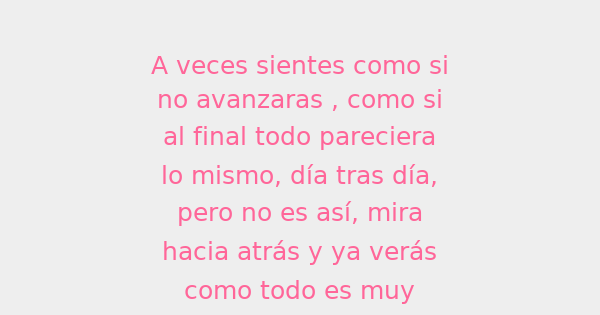 A veces sientes como si
no avanzaras , como si
al final todo pareciera
lo mismo, día tras día,
pero no es así, mira
hacia atrás y ya verás
como todo es muy